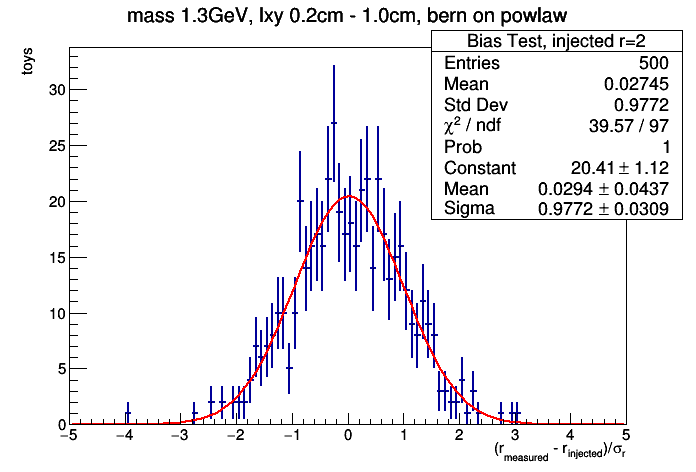 mass 1.3GeV, lxy 0.2cm - 1.0cm, bern on powlaw
Bias Test, injected r=2
Entries 500
Mean 0.02745
Std Dev 0.9772
χ² / ndf 39.57 / 97
Prob 1
Constant 20.41 ± 1.12
Mean 0.0294 ± 0.0437
Sigma 0.9772 ± 0.0309
toys
30
25
20
15
10
5
0
−5 −4 −3 −2 −1 0 1 2 3 4 5
(r_measured - r_injected)/σ_r